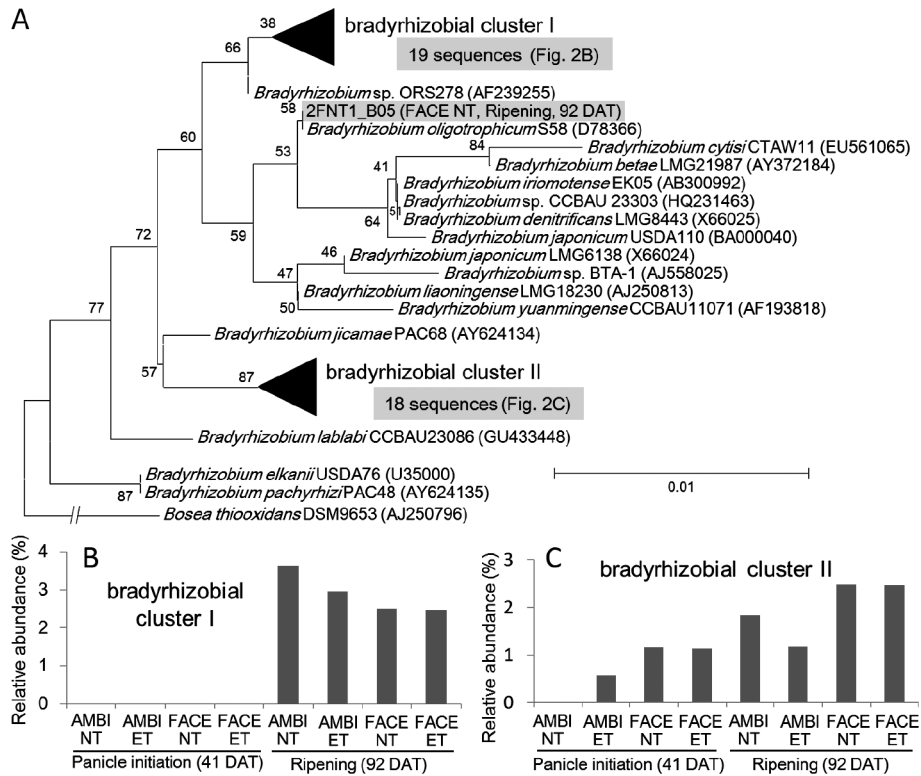 A
38
bradyrhizobial cluster I
66
19 sequences (Fig. 2B)
Bradyrhizobium sp. ORS278 (AF239255)
58
2FNT1_B05 (FACE NT, Ripening, 92 DAT)
Bradyrhizobium oligotrophicum S58 (D78366)
60
84
Bradyrhizobium cytisi CTAW11 (EU561065)
53
Bradyrhizobium betae LMG21987 (AY372184)
41
Bradyrhizobium iriomotense EK05 (AB300992)
Bradyrhizobium sp. CCBAU 23303 (HQ231463)
51
Bradyrhizobium denitrificans LMG8443 (X66025)
64
Bradyrhizobium japonicum USDA110 (BA000040)
72
59
46
Bradyrhizobium japonicum LMG6138 (X66024)
Bradyrhizobium sp. BTA-1 (AJ558025)
47
Bradyrhizobium liaoningense LMG18230 (AJ250813)
50
Bradyrhizobium yuanmingense CCBAU11071 (AF193818)
77
Bradyrhizobium jicamae PAC68 (AY624134)
57
87
bradyrhizobial cluster II
18 sequences (Fig. 2C)
Bradyrhizobium lablabi CCBAU23086 (GU433448)
Bradyrhizobium elkanii USDA76 (U35000)
87
Bradyrhizobium pachyrhizi PAC48 (AY624135)
0.01
Bosea thiooxidans DSM9653 (AJ250796)
B
bradyrhizobial
cluster I
Relative abundance (%)
4
3
2
1
0
AMBI NT
AMBI ET
FACE NT
FACE ET
AMBI NT
AMBI ET
FACE NT
FACE ET
Panicle initiation (41 DAT)
Ripening (92 DAT)
C
bradyrhizobial cluster II
Relative abundance (%)
3
2
1
0
AMBI NT
AMBI ET
FACE NT
FACE ET
AMBI NT
AMBI ET
FACE NT
FACE ET
Panicle initiation (41 DAT)
Ripening (92 DAT)